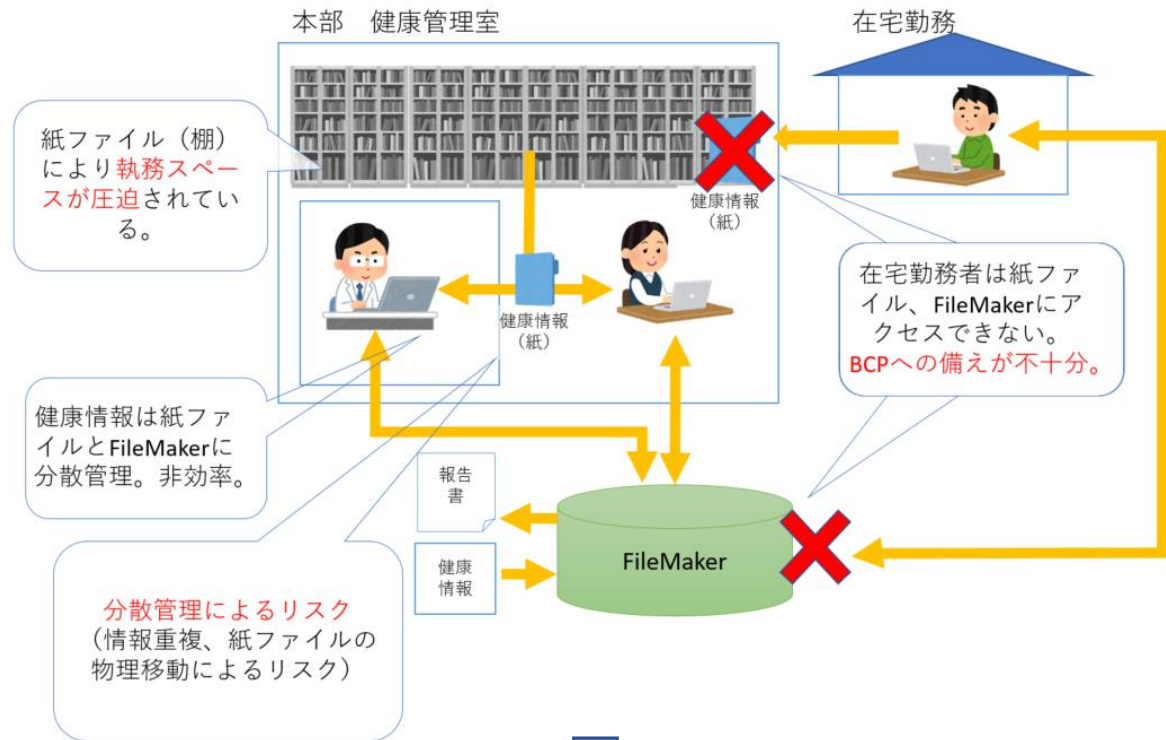 本部　健康管理室
在宅勤務
紙ファイル（棚）
により執務スペー
スが圧迫されてい
る。
健康情報
（紙）
健康情報
（紙）
在宅勤務者は紙ファ
イル、FileMakerにア
クセスできない。
BCPへの備えが不十分。
健康情報は紙ファ
イルとFileMakerに
分散管理。非効率。
報告
書
健康
情報
FileMaker
分散管理によるリスク
（情報重複、紙ファイルの
物理移動によるリスク）